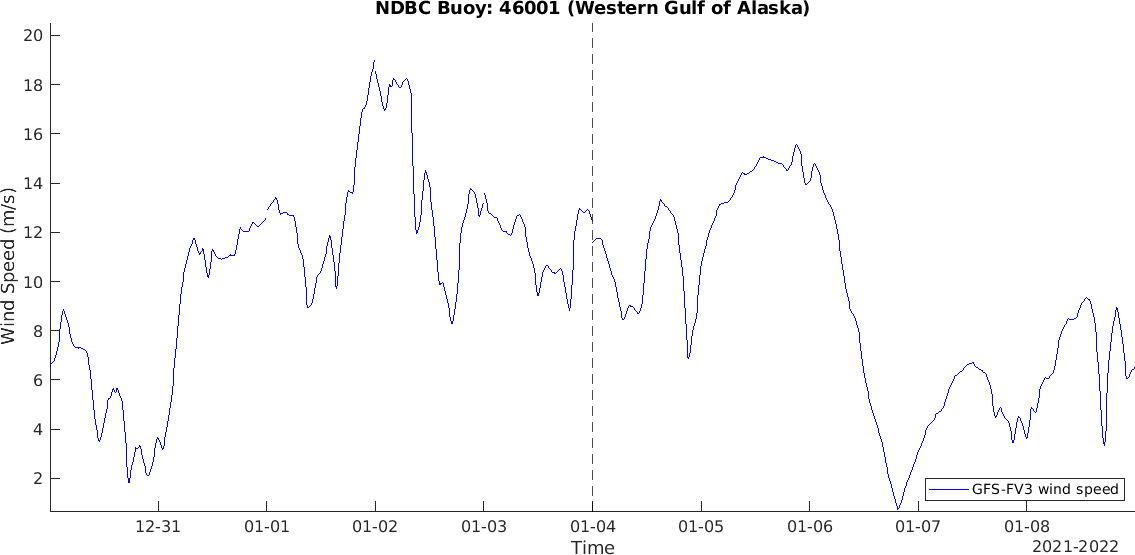 NDBC Buoy: 46001 (Western Gulf of Alaska)
Wind Speed (m/s)
20
18
16
14
12
10
8
6
4
2
GFS-FV3 wind speed
12-31 01-01 01-02 01-03 01-04 01-05 01-06 01-07 01-08
Time
2021-2022